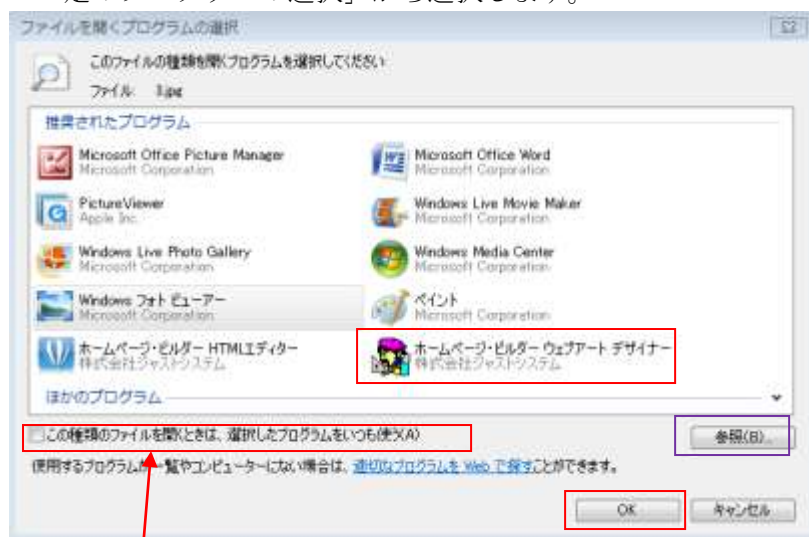 ファイルを開くプログラムの選択
このファイルの種類を開くプログラムを選択してください
ファイル: 3.jpg
推奨されたプログラム
Microsoft Office Picture Manager
Microsoft Corporation
Microsoft Office Word
Microsoft Corporation
PictureViewer
Apple Inc.
Windows Live Movie Maker
Microsoft Corporation
Windows Live Photo Gallery
Microsoft Corporation
Windows Media Center
Microsoft Corporation
Windows フォト ビューアー
Microsoft Corporation
ペイント
Microsoft Corporation
ホームページ・ビルダー HTMLエディター
株式会社ジャストシステム
ホームページ・ビルダー ウェブアート デザイナー
株式会社ジャストシステム
ほかのプログラム
この種類のファイルを開くときは、選択したプログラムをいつも使う(A)
参照(B)...
使用するプログラムが一覧やコンピューターにない場合は、適切なプログラムを Web で探すことができます。
OK
キャンセル